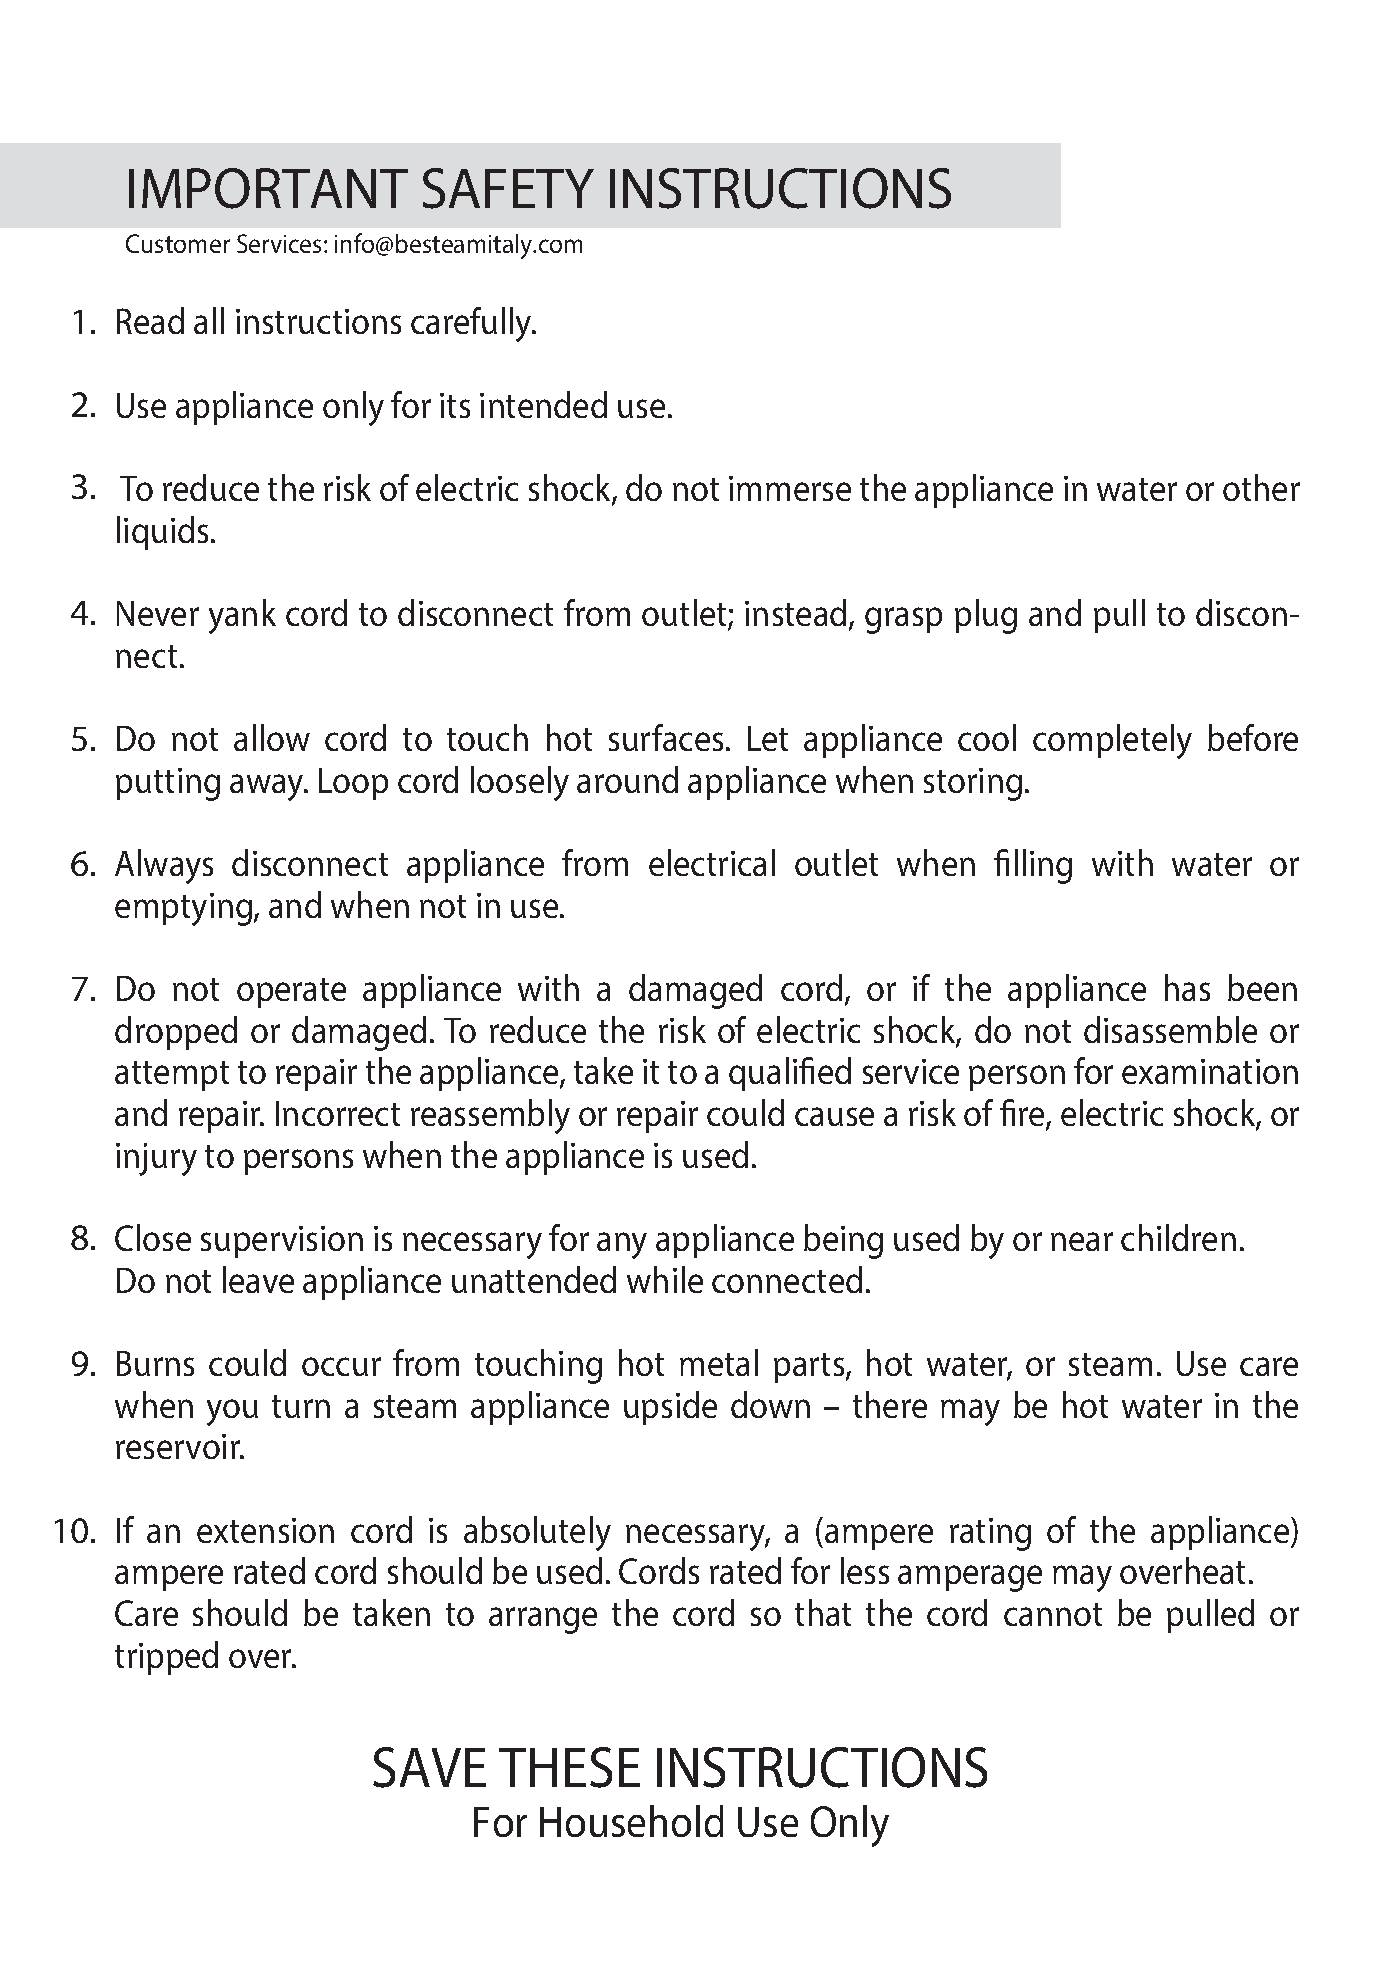 IMPORTANT SAFETY INSTRUCTIONS
Customer Services: info@besteamitaly.com
1. Read all instructions carefully.
2. Use appliance only for its intended use.
3. To reduce the risk of electric shock, do not immerse the appliance in water or other
liquids.
4. Never yank cord to disconnect from outlet; instead, grasp plug and pull to discon-
nect.
5. Do not allow cord to touch hot surfaces. Let appliance cool completely before
putting away. Loop cord loosely around appliance when storing.
6. Always disconnect appliance from electrical outlet when filling with water or
emptying, and when not in use.
7. Do not operate appliance with a damaged cord, or if the appliance has been
dropped or damaged. To reduce the risk of electric shock, do not disassemble or
attempt to repair the appliance, take it to a qualified service person for examination
and repair. Incorrect reassembly or repair could cause a risk of fire, electric shock, or
injury to persons when the appliance is used.
8. Close supervision is necessary for any appliance being used by or near children.
Do not leave appliance unattended while connected.
9. Burns could occur from touching hot metal parts, hot water, or steam. Use care
when you turn a steam appliance upside down – there may be hot water in the
reservoir.
10. If an extension cord is absolutely necessary, a (ampere rating of the appliance)
ampere rated cord should be used. Cords rated for less amperage may overheat.
Care should be taken to arrange the cord so that the cord cannot be pulled or
tripped over.
SAVE THESE INSTRUCTIONS
For Household Use Only